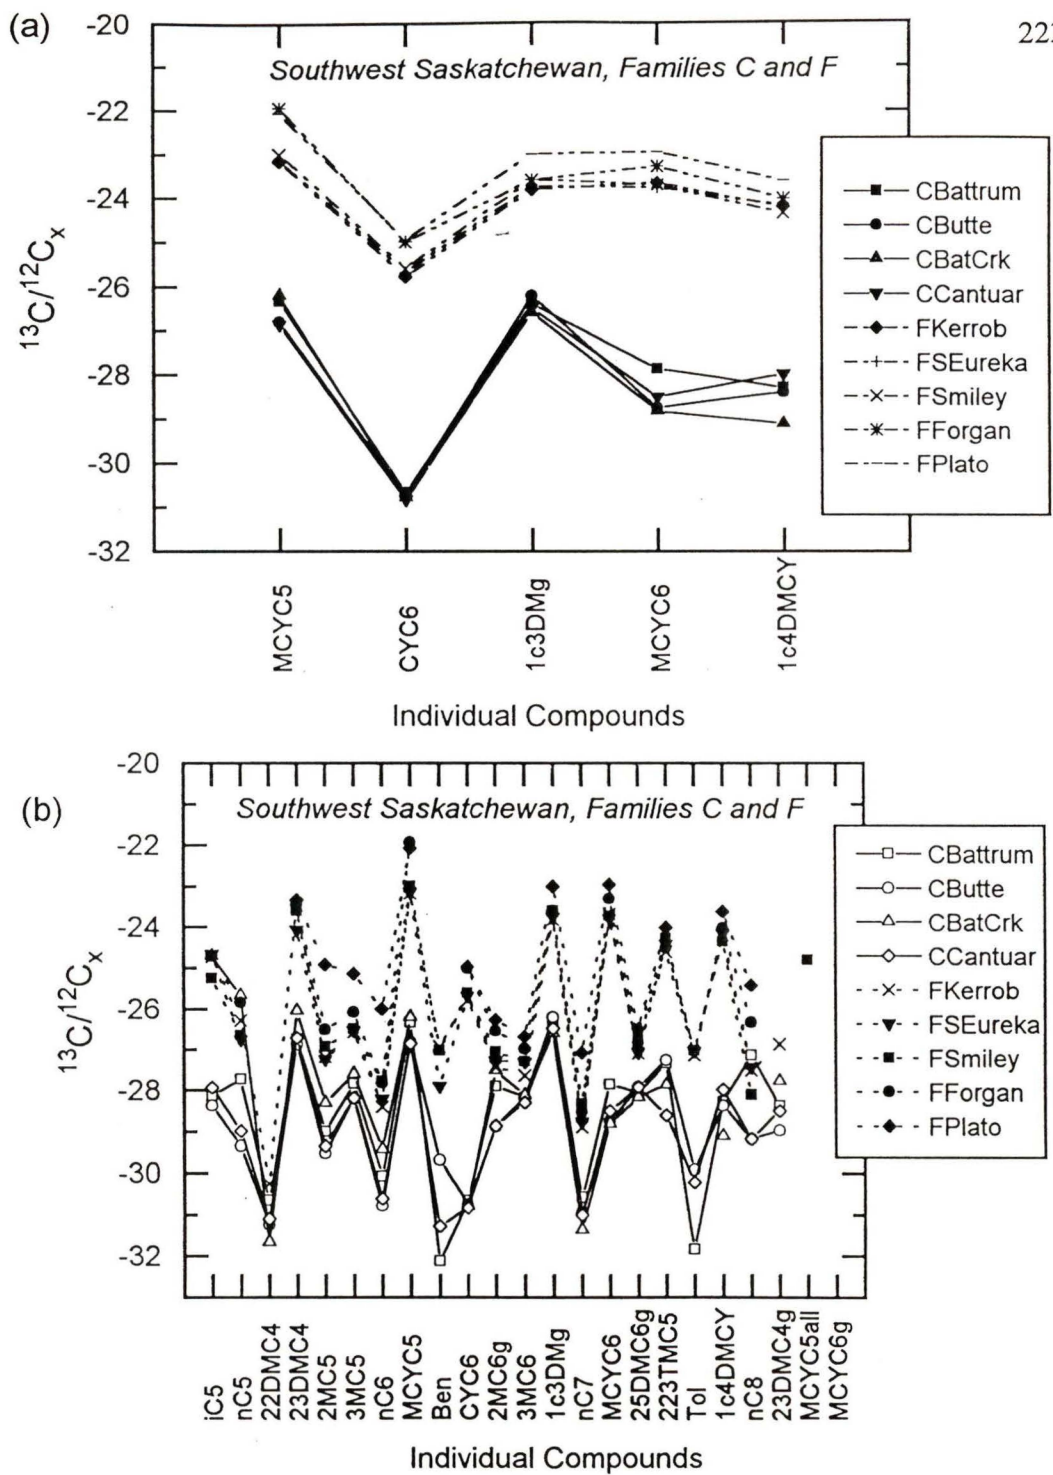 (a)
222
Southwest Saskatchewan, Families C and F
-20
-22
-24
-26
-28
-30
-32
13C/12Cx
CBattrum
CButte
CBatCrk
CCantuar
FKerrob
FSEureka
FSmiley
FForgan
FPlato
MCYC5
CYC6
1c3DMg
MCYC6
1c4DMCY
Individual Compounds
(b)
Southwest Saskatchewan, Families C and F
-20
-22
-24
-26
-28
-30
-32
13C/12Cx
CBattrum
CButte
CBatCrk
CCantuar
FKerrob
FSEureka
FSmiley
FForgan
FPlato
iC5
nC5
22DMC4
23DMC4
2MC5
3MC5
nC6
MCYC5
Ben
CYC6
2MC6g
3MC6
1c3DMg
nC7
MCYC6
25DMC6g
223TMC5
Tol
1c4DMCY
nC8
23DMC4g
MCYC5all
MCYC6g
Individual Compounds